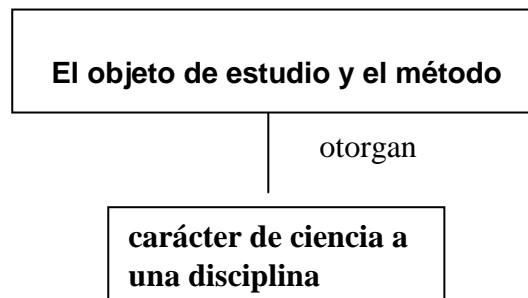 El objeto de estudio y el método
otorgan
carácter de ciencia a
una disciplina